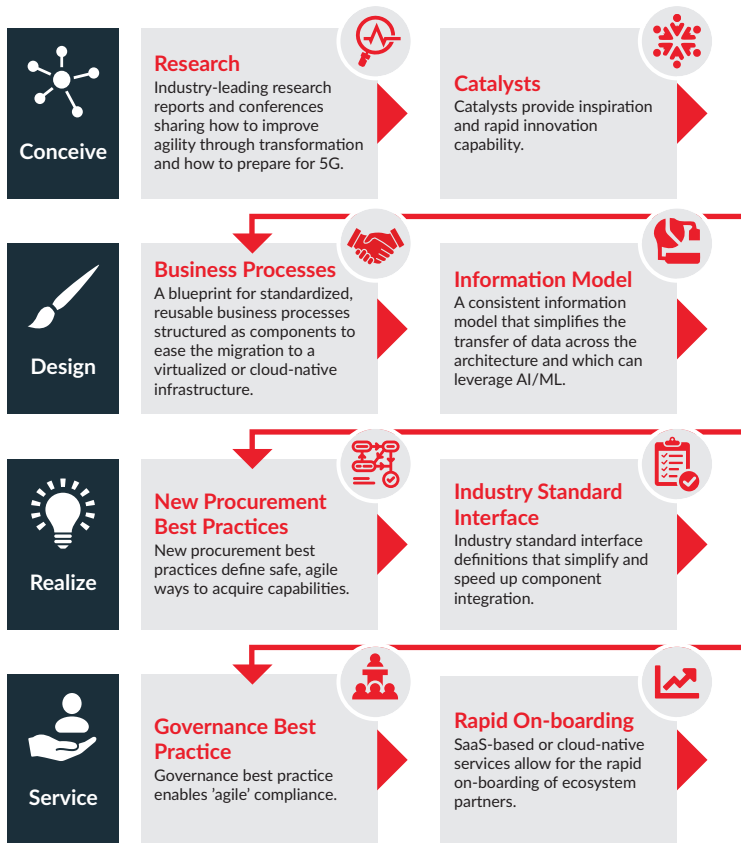 Conceive
Research
Industry-leading research
reports and conferences
sharing how to improve
agility through transformation
and how to prepare for 5G.
Catalysts
Catalysts provide inspiration
and rapid innovation
capability.
Design
Business Processes
A blueprint for standardized,
reusable business processes
structured as components to
ease the migration to a
virtualized or cloud-native
infrastructure.
Information Model
A consistent information
model that simplifies the
transfer of data across the
architecture and which can
leverage AI/ML.
Realize
New Procurement
Best Practices
New procurement best
practices define safe, agile
ways to acquire capabilities.
Industry Standard
Interface
Industry standard interface
definitions that simplify and
speed up component
integration.
Service
Governance Best
Practice
Governance best practice
enables 'agile' compliance.
Rapid On-boarding
SaaS-based or cloud-native
services allow for the rapid
on-boarding of ecosystem
partners.